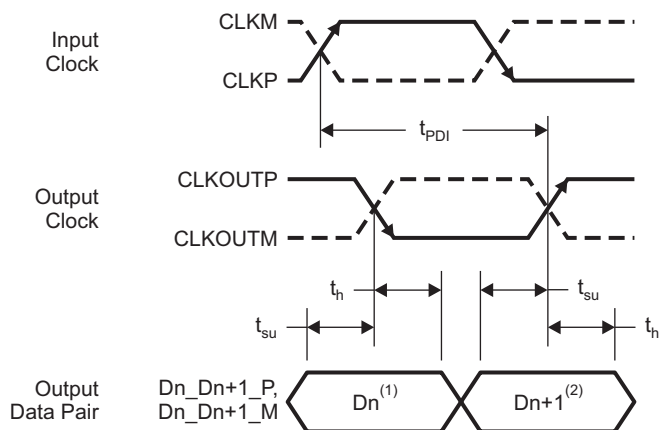 Input
Clock
CLKM
CLKP
t_PDI
Output
Clock
CLKOUTP
CLKOUTM
t_su
t_h
t_su
t_h
Output
Data Pair
Dn_Dn+1_P,
Dn_Dn+1_M
Dn(1)
Dn+1(2)